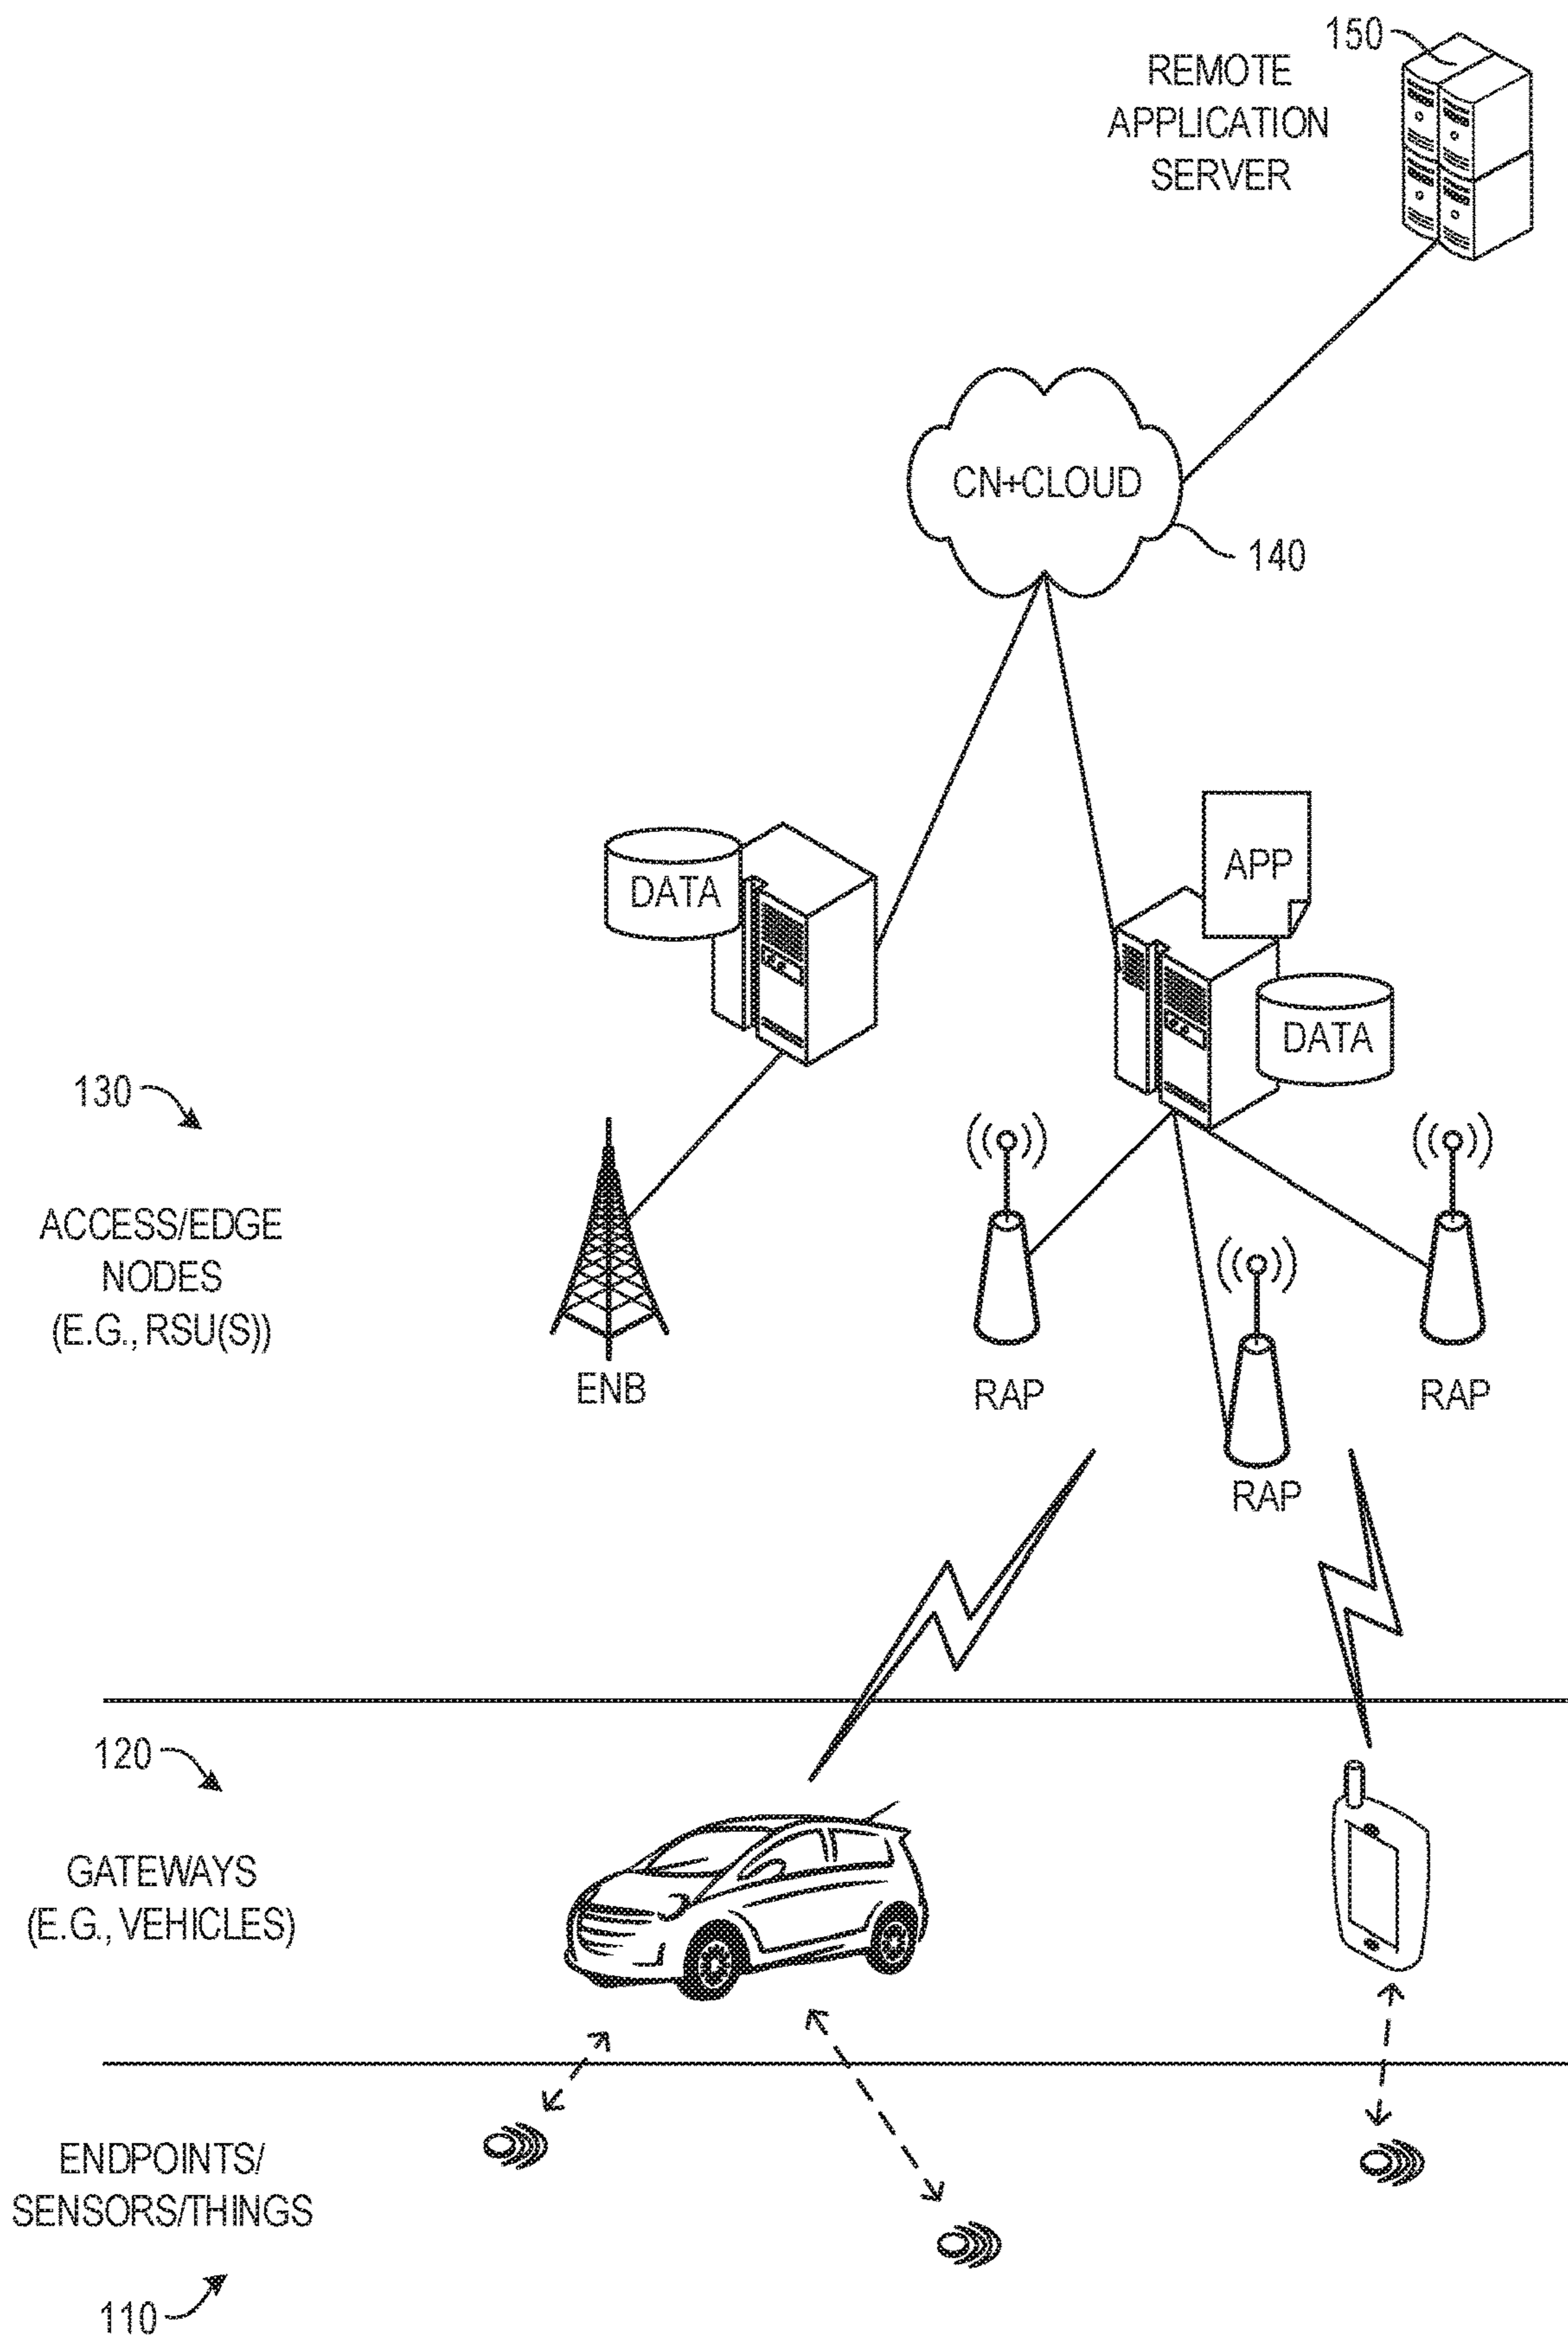 150
REMOTE
APPLICATION
SERVER
CN+CLOUD
140
APP
DATA
DATA
130
ACCESS/EDGE
NODES
(E.G., RSU(S))
ENB
RAP
RAP
RAP
120
GATEWAYS
(E.G., VEHICLES)
ENDPOINTS/
SENSORS/THINGS
110